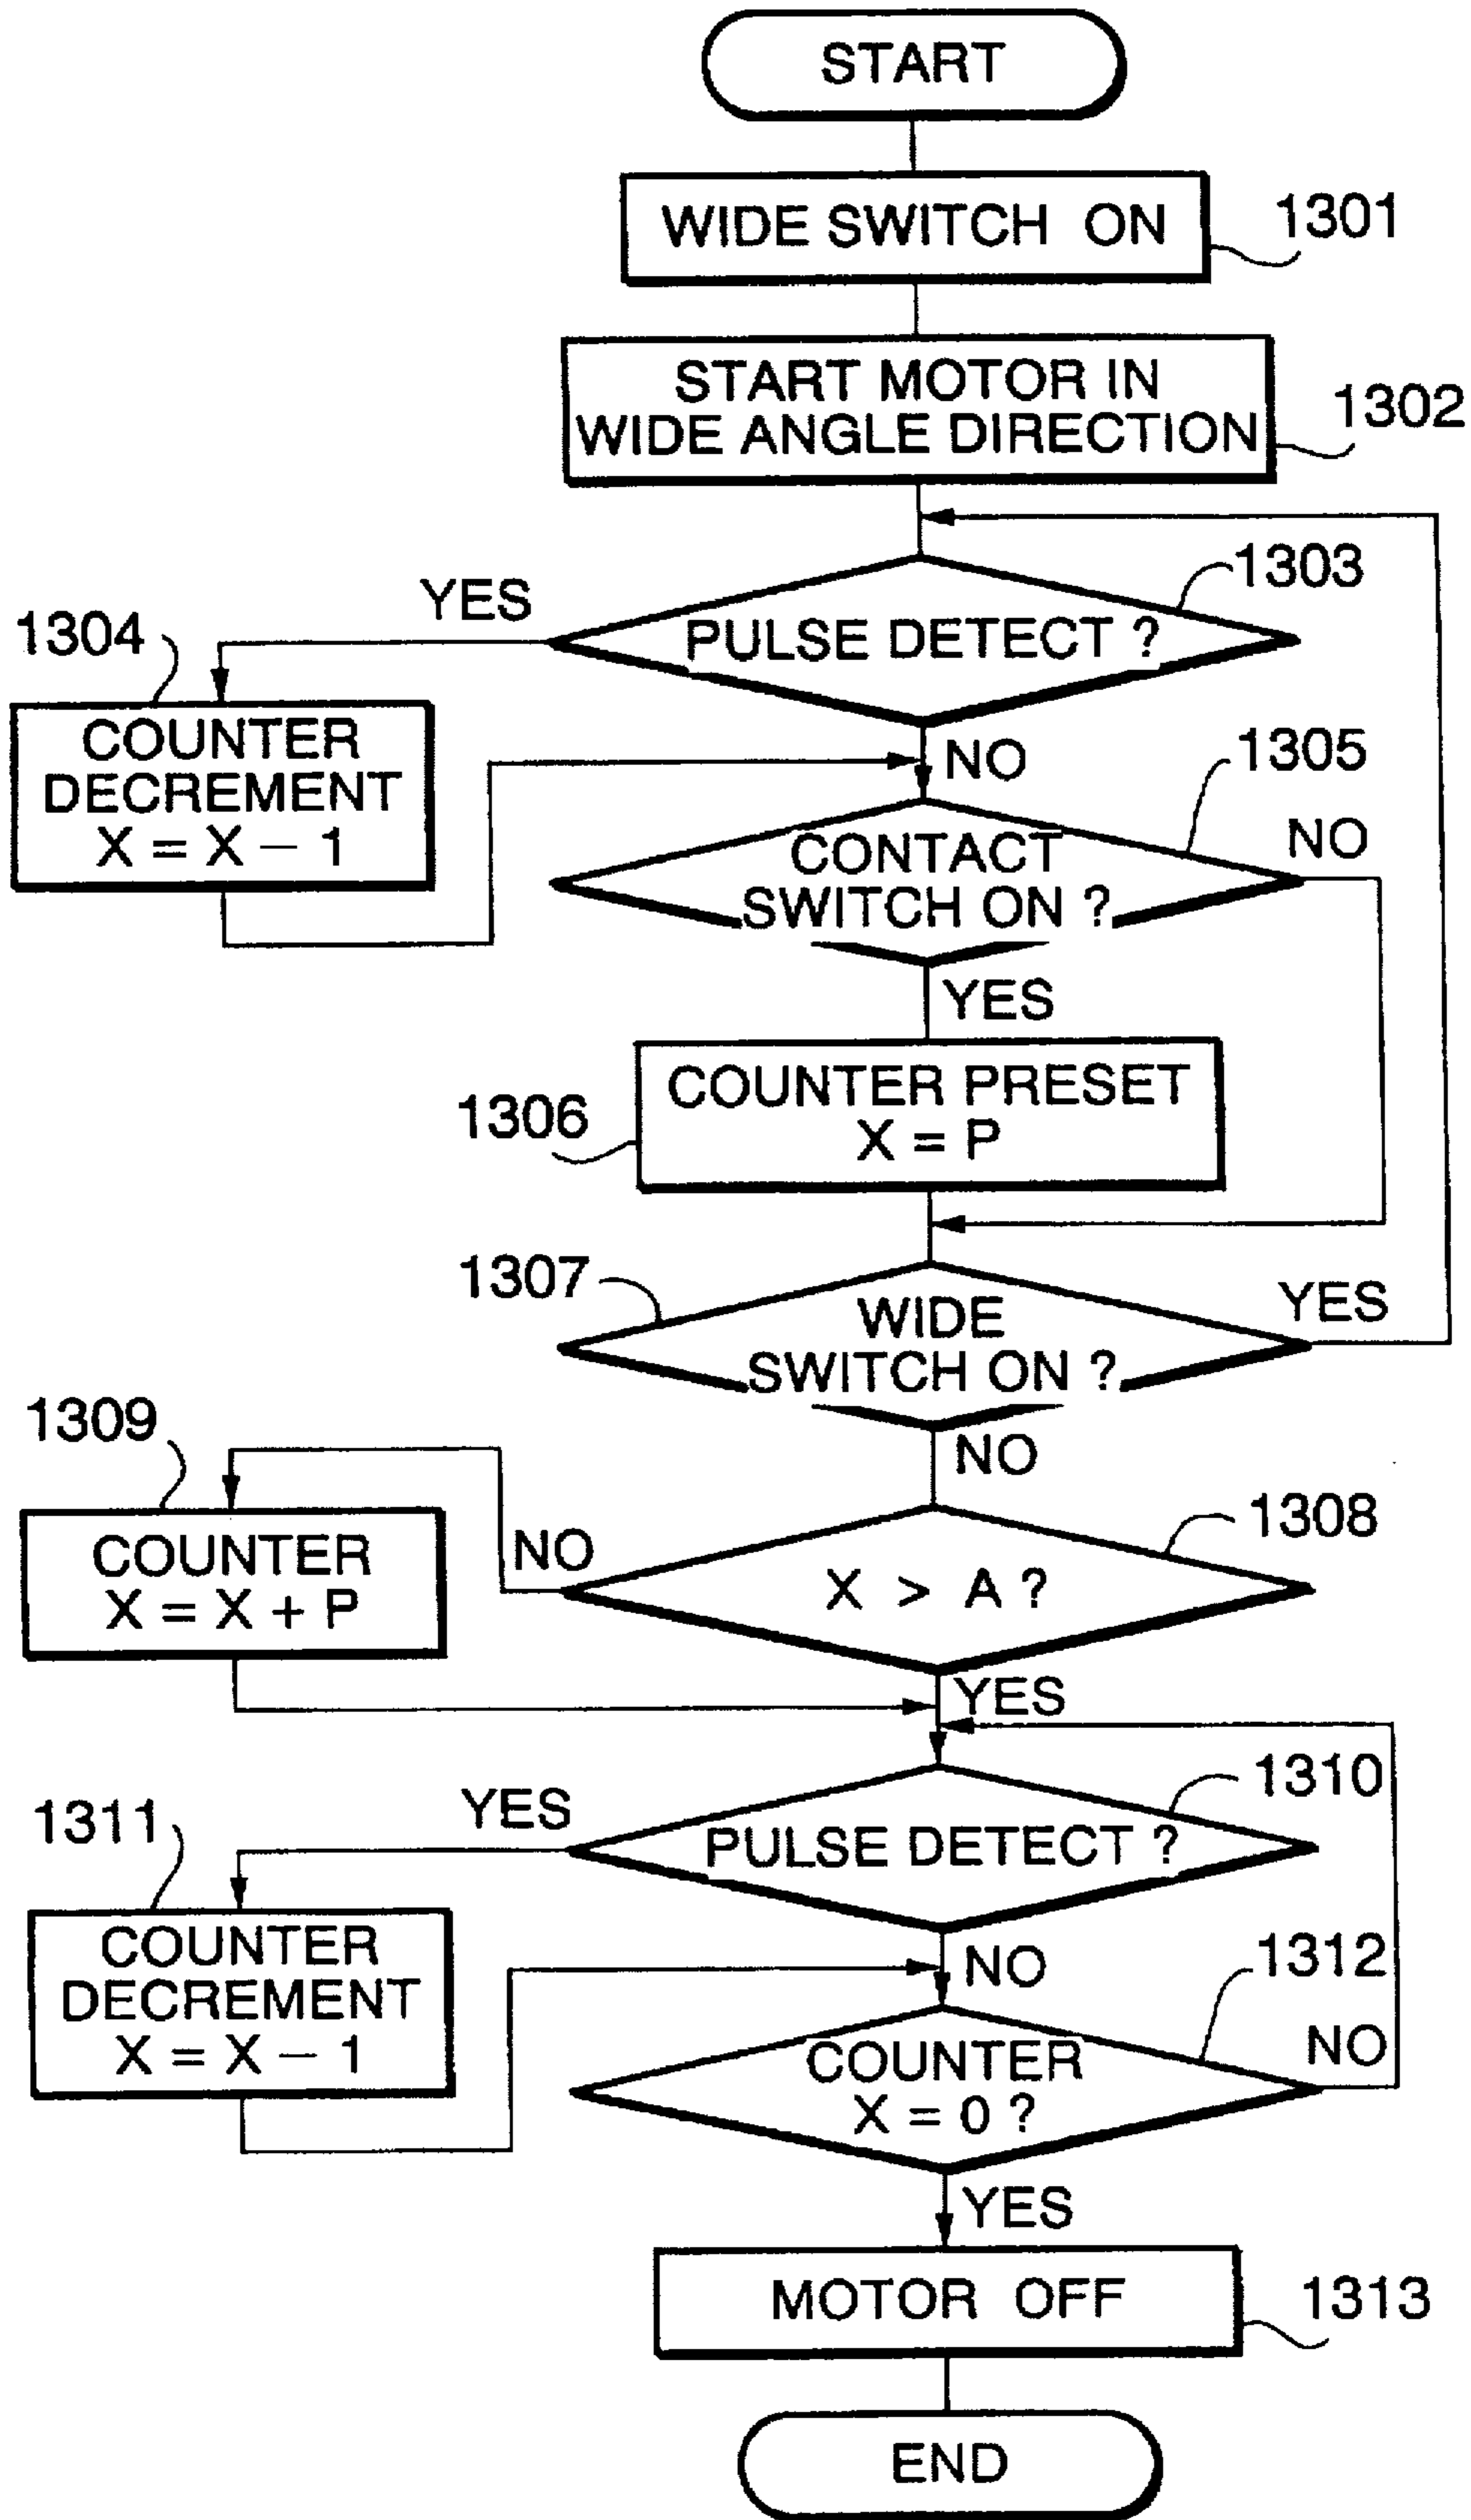 START
WIDE SWITCH ON
1301
START MOTOR IN
WIDE ANGLE DIRECTION
1302
1303
YES
PULSE DETECT ?
1304
COUNTER
DECREMENT
X = X − 1
NO
1305
CONTACT
SWITCH ON ?
NO
YES
COUNTER PRESET
X = P
1306
1307
WIDE
SWITCH ON ?
YES
NO
1309
COUNTER
X = X + P
NO
1308
X > A ?
YES
1310
YES
PULSE DETECT ?
1311
COUNTER
DECREMENT
X = X − 1
NO
1312
COUNTER
X = 0 ?
NO
YES
MOTOR OFF
1313
END